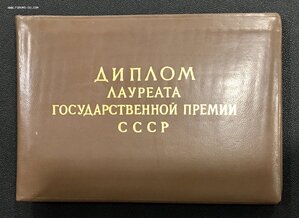 ДИПЛОМ
ЛАУРЕАТА
ГОСУДАРСТВЕННОЙ ПРЕМИИ
СССР